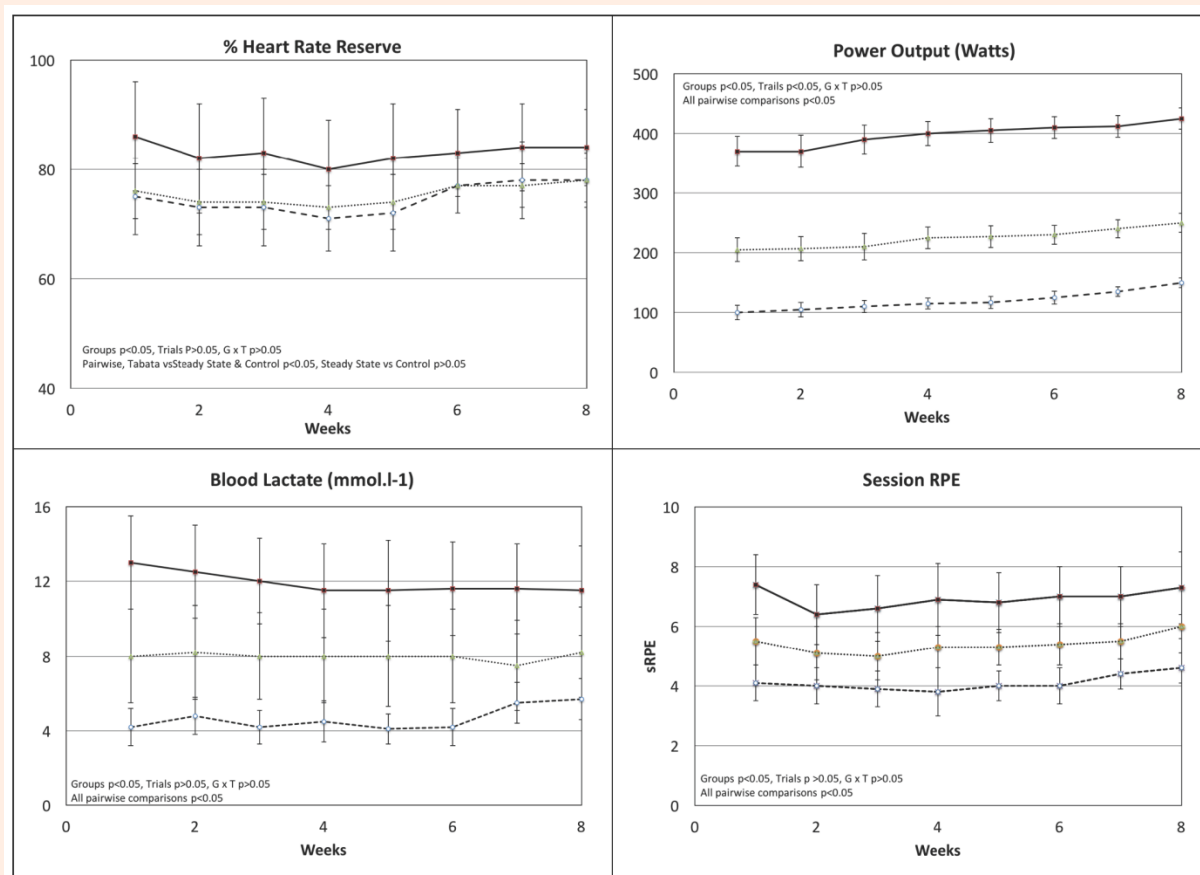 % Heart Rate Reserve
100
80
60
40
Groups p<0.05, Trials P>0.05, G x T p>0.05
Pairwise, Tabata vsSteady State & Control p<0.05, Steady State vs Control p>0.05
0
2
4
6
8
Weeks
Power Output (Watts)
500
Groups p<0.05, Trails p<0.05, G x T p>0.05
All pairwise comparisons p<0.05
400
300
200
100
0
0
2
4
6
8
Weeks
Blood Lactate (mmol.l-1)
16
12
8
4
Groups p<0.05, Trials p>0.05, G x T p>0.05
All pairwise comparisons p<0.05
0
0
2
4
6
8
Weeks
Session RPE
10
8
6
sRPE
4
2
Groups p<0.05, Trials p >0.05, G x T p>0.05
All pairwise comparisons p<0.05
0
0
2
4
6
8
Weeks